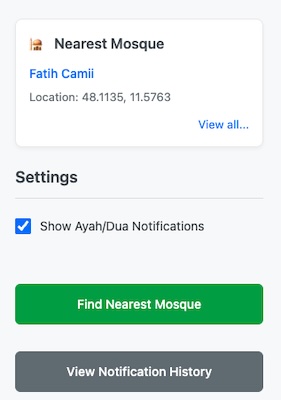 Nearest Mosque
Fatih Camii
Location: 48.1135, 11.5763
View all...
Settings
Show Ayah/Dua Notifications
Find Nearest Mosque
View Notification History